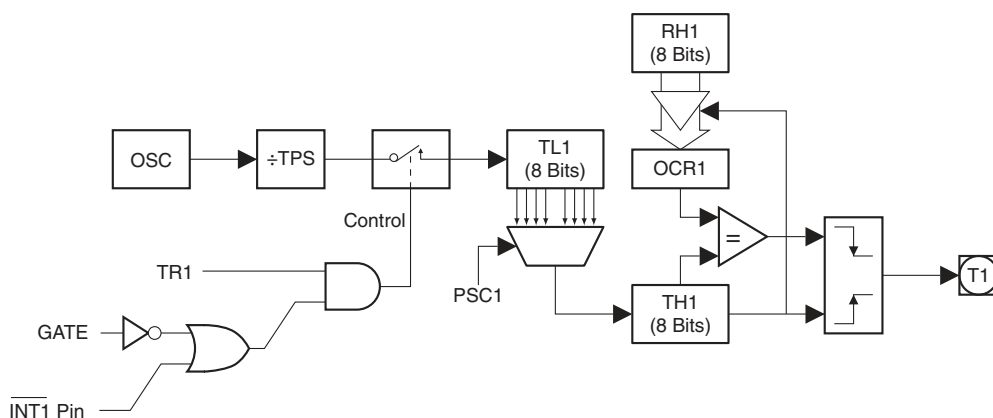 RH1
(8 Bits)
OSC
÷TPS
TL1
(8 Bits)
OCR1
Control
=
TR1
PSC1
TH1
(8 Bits)
T1
GATE
INT1 Pin